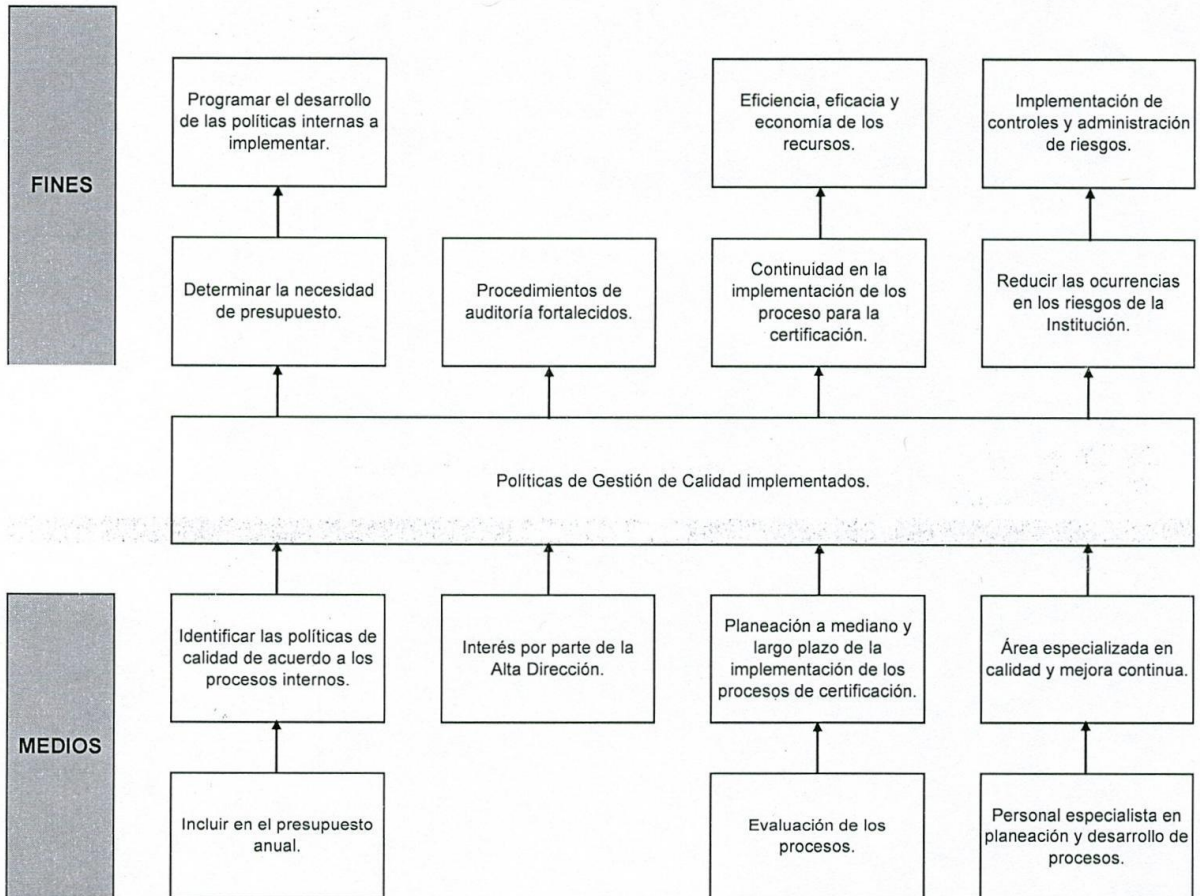 FINES
Programar el desarrollo
de las políticas internas a
implementar.
Eficiencia, eficacia y
economía de los
recursos.
Implementación de
controles y administración
de riesgos.
Determinar la necesidad
de presupuesto.
Procedimientos de
auditoría fortalecidos.
Continuidad en la
implementación de los
proceso para la
certificación.
Reducir las ocurrencias
en los riesgos de la
Institución.
Políticas de Gestión de Calidad implementados.
MEDIOS
Identificar las políticas de
calidad de acuerdo a los
procesos internos.
Interés por parte de la
Alta Dirección.
Planeación a mediano y
largo plazo de la
implementación de los
procesos de certificación.
Área especializada en
calidad y mejora continua.
Incluir en el presupuesto
anual.
Evaluación de los
procesos.
Personal especialista en
planeación y desarrollo de
procesos.